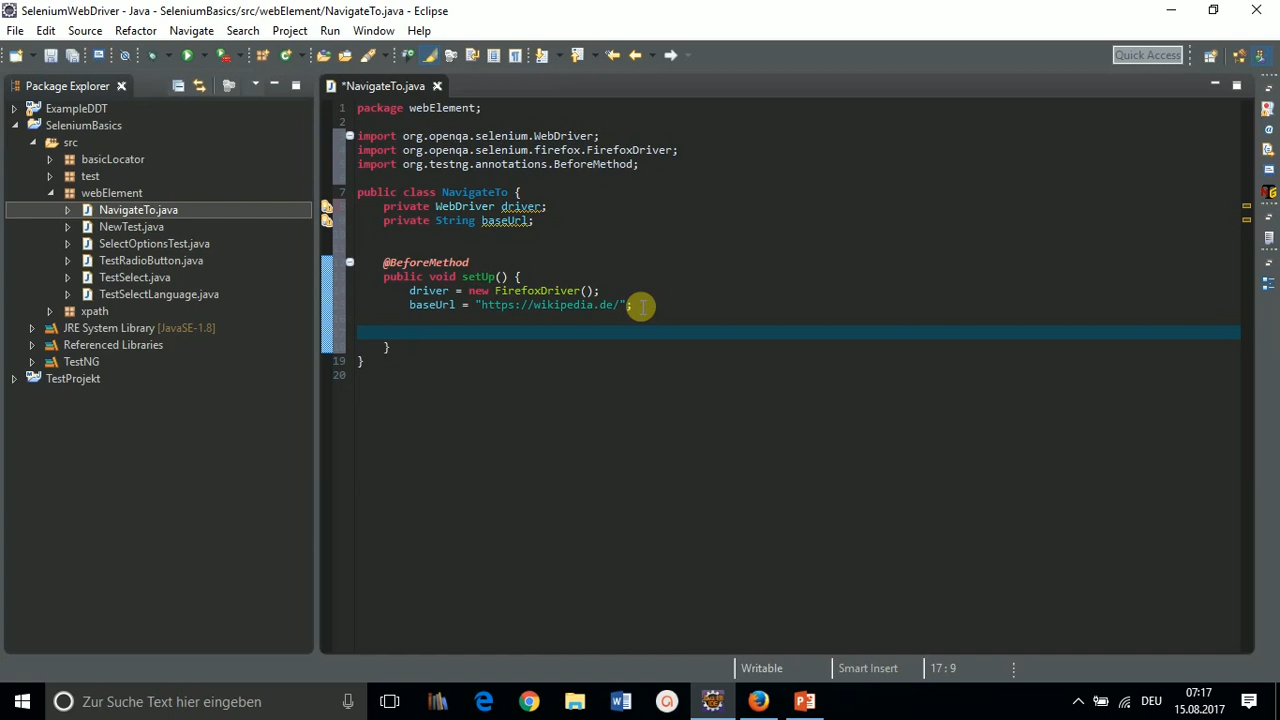 SeleniumWebDriver - Java - SeleniumBasics/src/webElement/NavigateTo.java - Eclipse
File Edit Source Refactor Navigate Search Project Run Window Help
Quick Access
Package Explorer
*NavigateTo.java
ExampleDDT
SeleniumBasics
src
basicLocator
test
webElement
NavigateTo.java
NewTest.java
SelectOptionsTest.java
TestRadioButton.java
TestSelect.java
TestSelectLanguage.java
xpath
JRE System Library [JavaSE-1.8]
Referenced Libraries
TestNG
TestProjekt
1 package webElement;
2
import org.openqa.selenium.WebDriver;
import org.openqa.selenium.firefox.FirefoxDriver;
import org.testng.annotations.BeforeMethod;
7 public class NavigateTo {
private WebDriver driver;
private String baseUrl;
@BeforeMethod
public void setUp() {
driver = new FirefoxDriver();
baseUrl = "https://wikipedia.de/";
}
19 }
20
Writable Smart Insert 17:9
Zur Suche Text hier eingeben
DEU
07:17
15.08.2017